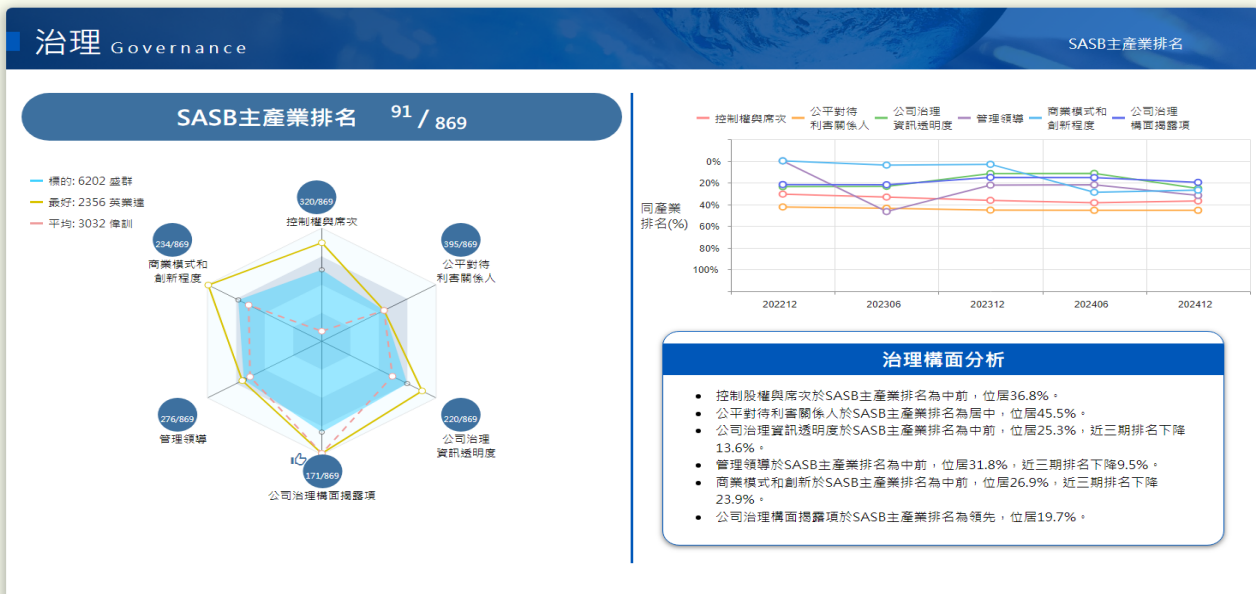 治理 Governance
SASB主產業排名
SASB主產業排名 91 / 869
標的: 6202 盛群
最好: 2356 英業達
平均: 3032 偉訓
320/869
控制權與席次
395/869
公平對待
利害關係人
220/869
公司治理
資訊透明度
171/869
公司治理構面揭露項
276/869
管理領導
234/869
商業模式和
創新程度
控制權與席次
公平對待
利害關係人
公司治理
資訊透明度
管理領導
商業模式和
創新程度
公司治理
構面揭露項
同產業
排名(%)
0%
20%
40%
60%
80%
100%
202212
202306
202312
202406
202412
治理構面分析
• 控制股權與席次於SASB主產業排名為中前，位居36.8%。
• 公平對待利害關係人於SASB主產業排名為居中，位居45.5%。
• 公司治理資訊透明度於SASB主產業排名為中前，位居25.3%，近三期排名下降
13.6%。
• 管理領導於SASB主產業排名為中前，位居31.8%，近三期排名下降9.5%。
• 商業模式和創新於SASB主產業排名為中前，位居26.9%，近三期排名下降
23.9%。
• 公司治理構面揭露項於SASB主產業排名為領先，位居19.7%。